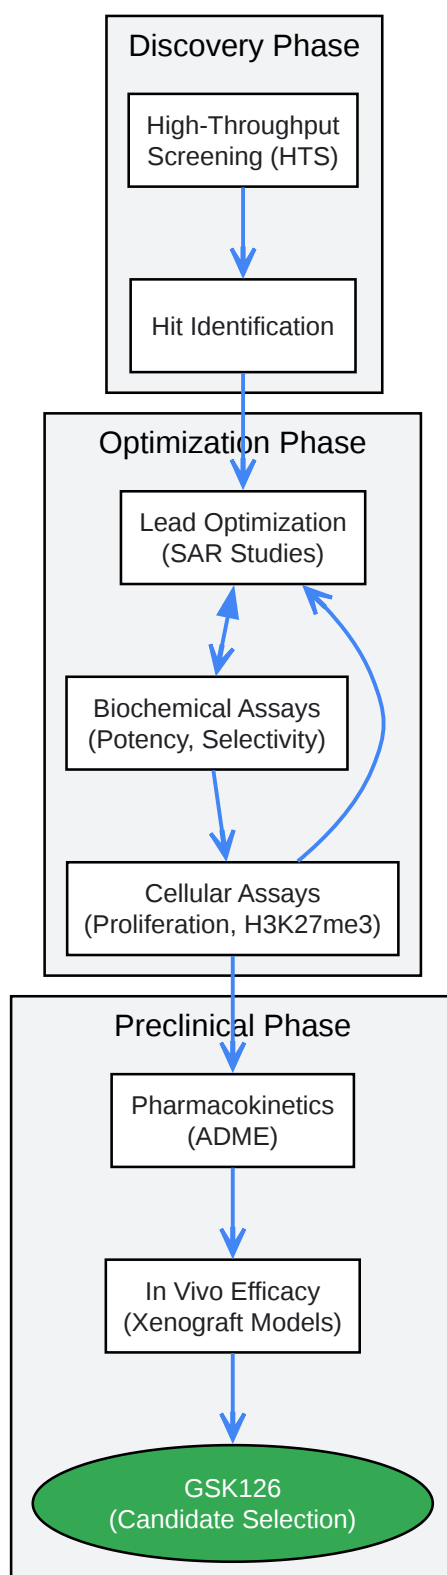 Discovery Phase
High-Throughput
Screening (HTS)
Hit Identification
Optimization Phase
Lead Optimization
(SAR Studies)
Biochemical Assays
(Potency, Selectivity)
Cellular Assays
(Proliferation, H3K27me3)
Preclinical Phase
Pharmacokinetics
(ADME)
In Vivo Efficacy
(Xenograft Models)
GSK126
(Candidate Selection)